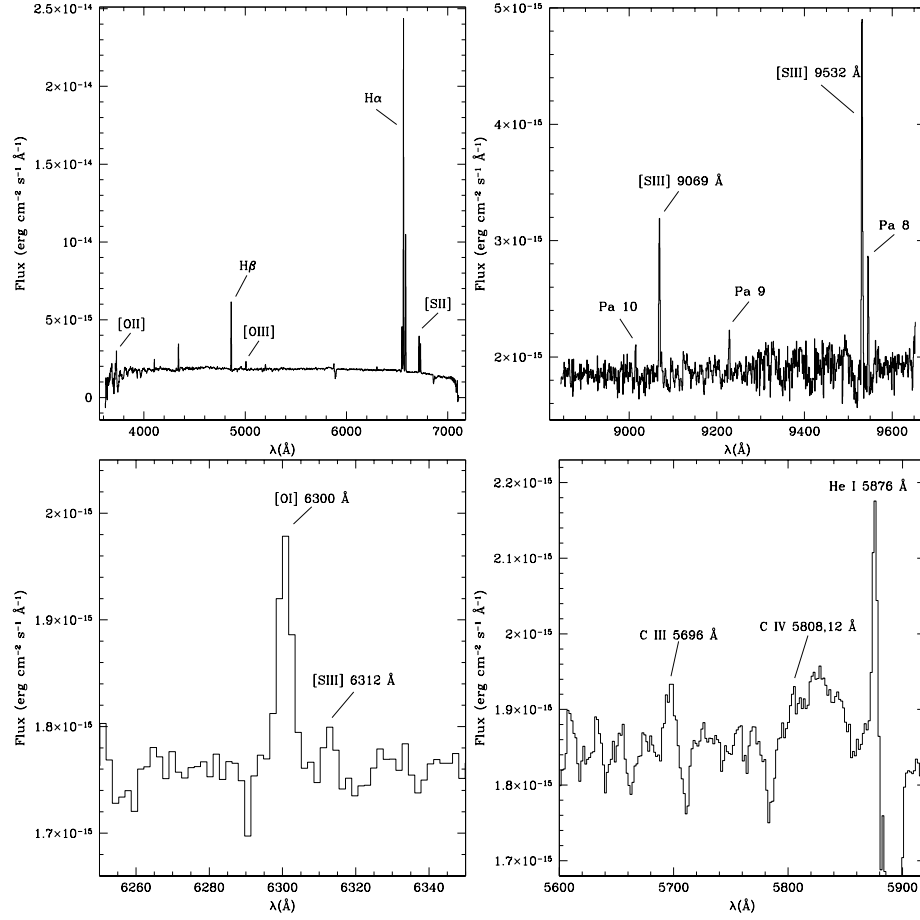 2.5×10⁻¹⁴
2×10⁻¹⁴
1.5×10⁻¹⁴
10⁻¹⁴
5×10⁻¹⁵
0
Flux (erg cm⁻² s⁻¹ Å⁻¹)
Hα
Hβ
[OII]
[OIII]
[SII]
4000 5000 6000 7000
λ(Å)
5×10⁻¹⁵
4×10⁻¹⁵
3×10⁻¹⁵
2×10⁻¹⁵
Flux (erg cm⁻² s⁻¹ Å⁻¹)
[SIII] 9532 Å
[SIII] 9069 Å
Pa 8
Pa 10
Pa 9
9000 9200 9400 9600
λ(Å)
2×10⁻¹⁵
1.9×10⁻¹⁵
1.8×10⁻¹⁵
1.7×10⁻¹⁵
Flux (erg cm⁻² s⁻¹ Å⁻¹)
[OI] 6300 Å
[SIII] 6312 Å
6260 6280 6300 6320 6340
λ(Å)
2.2×10⁻¹⁵
2.1×10⁻¹⁵
2×10⁻¹⁵
1.9×10⁻¹⁵
1.8×10⁻¹⁵
1.7×10⁻¹⁵
Flux (erg cm⁻² s⁻¹ Å⁻¹)
He I 5876 Å
C III 5696 Å
C IV 5808,12 Å
5600 5700 5800 5900
λ(Å)